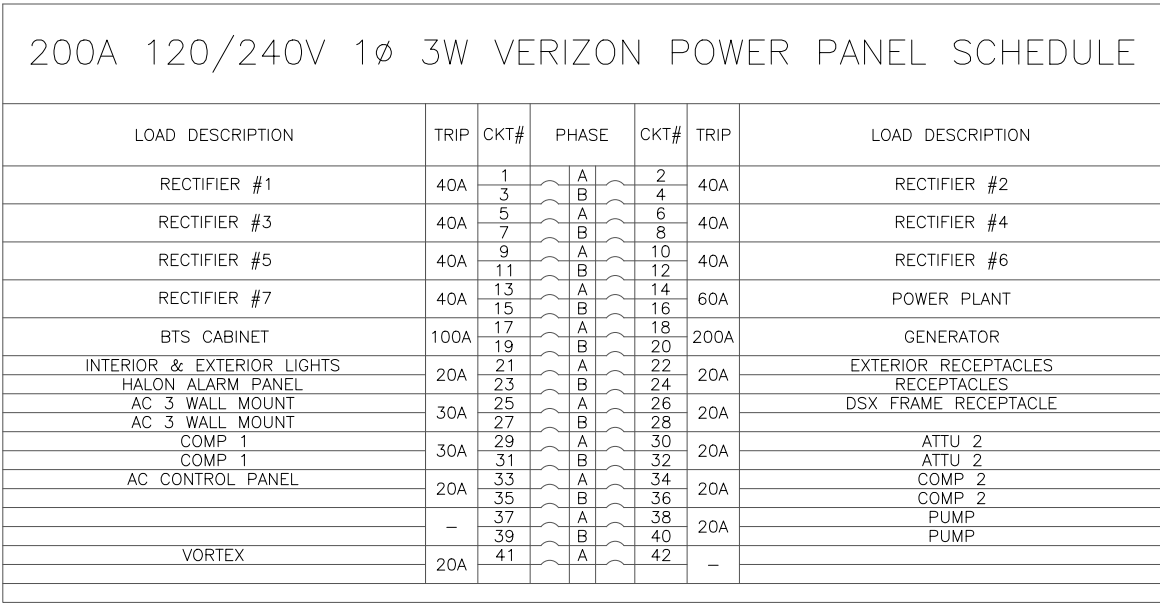 200A 120/240V 1ø 3W VERIZON POWER PANEL SCHEDULE
LOAD DESCRIPTION TRIP CKT# PHASE CKT# TRIP LOAD DESCRIPTION
RECTIFIER #1 40A 1 A 2 40A RECTIFIER #2
3 B 4
RECTIFIER #3 40A 5 A 6 40A RECTIFIER #4
7 B 8
RECTIFIER #5 40A 9 A 10 40A RECTIFIER #6
11 B 12
RECTIFIER #7 40A 13 A 14 60A POWER PLANT
15 B 16
BTS CABINET 100A 17 A 18 200A GENERATOR
19 B 20
INTERIOR & EXTERIOR LIGHTS 20A 21 A 22 20A EXTERIOR RECEPTACLES
HALON ALARM PANEL 23 B 24 RECEPTACLES
AC 3 WALL MOUNT 30A 25 A 26 20A DSX FRAME RECEPTACLE
AC 3 WALL MOUNT 27 B 28
COMP 1 30A 29 A 30 20A ATTU 2
COMP 1 31 B 32 ATTU 2
AC CONTROL PANEL 20A 33 A 34 20A COMP 2
35 B 36 COMP 2
– 37 A 38 20A PUMP
39 B 40 PUMP
VORTEX 20A 41 A 42 –